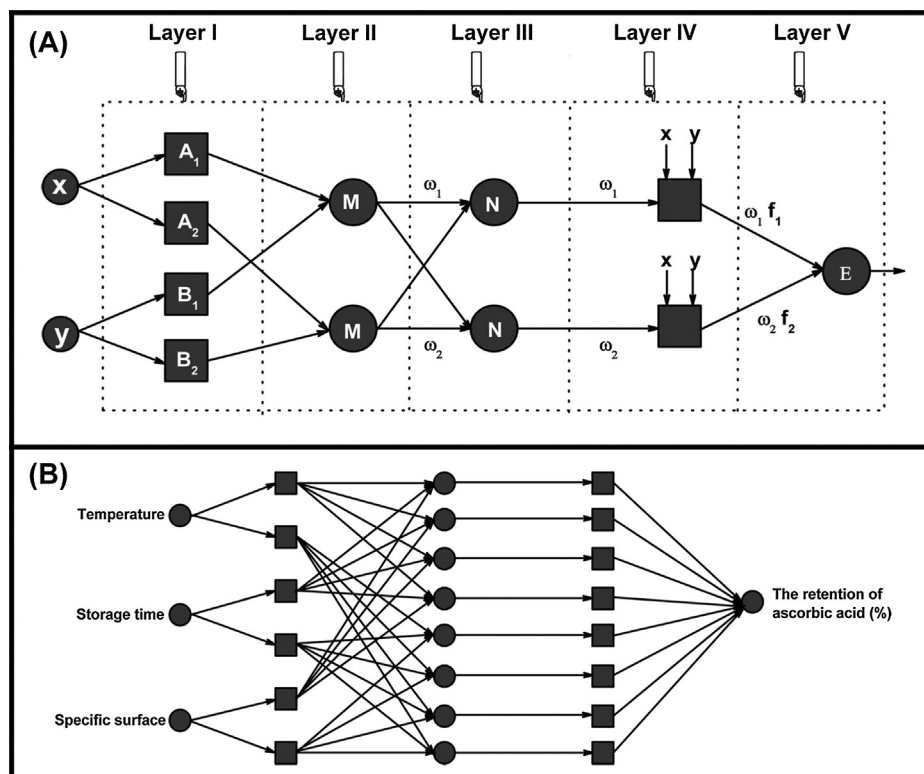 (A)
Layer I Layer II Layer III Layer IV Layer V
x y
A1
x
M ω1 N ω1 ω1 f1
A2
E
B1
x y
y
M ω2 N ω2 ω2 f2
B2
(B)
Temperature
Storage time
The retention of
ascorbic acid (%)
Specific surface